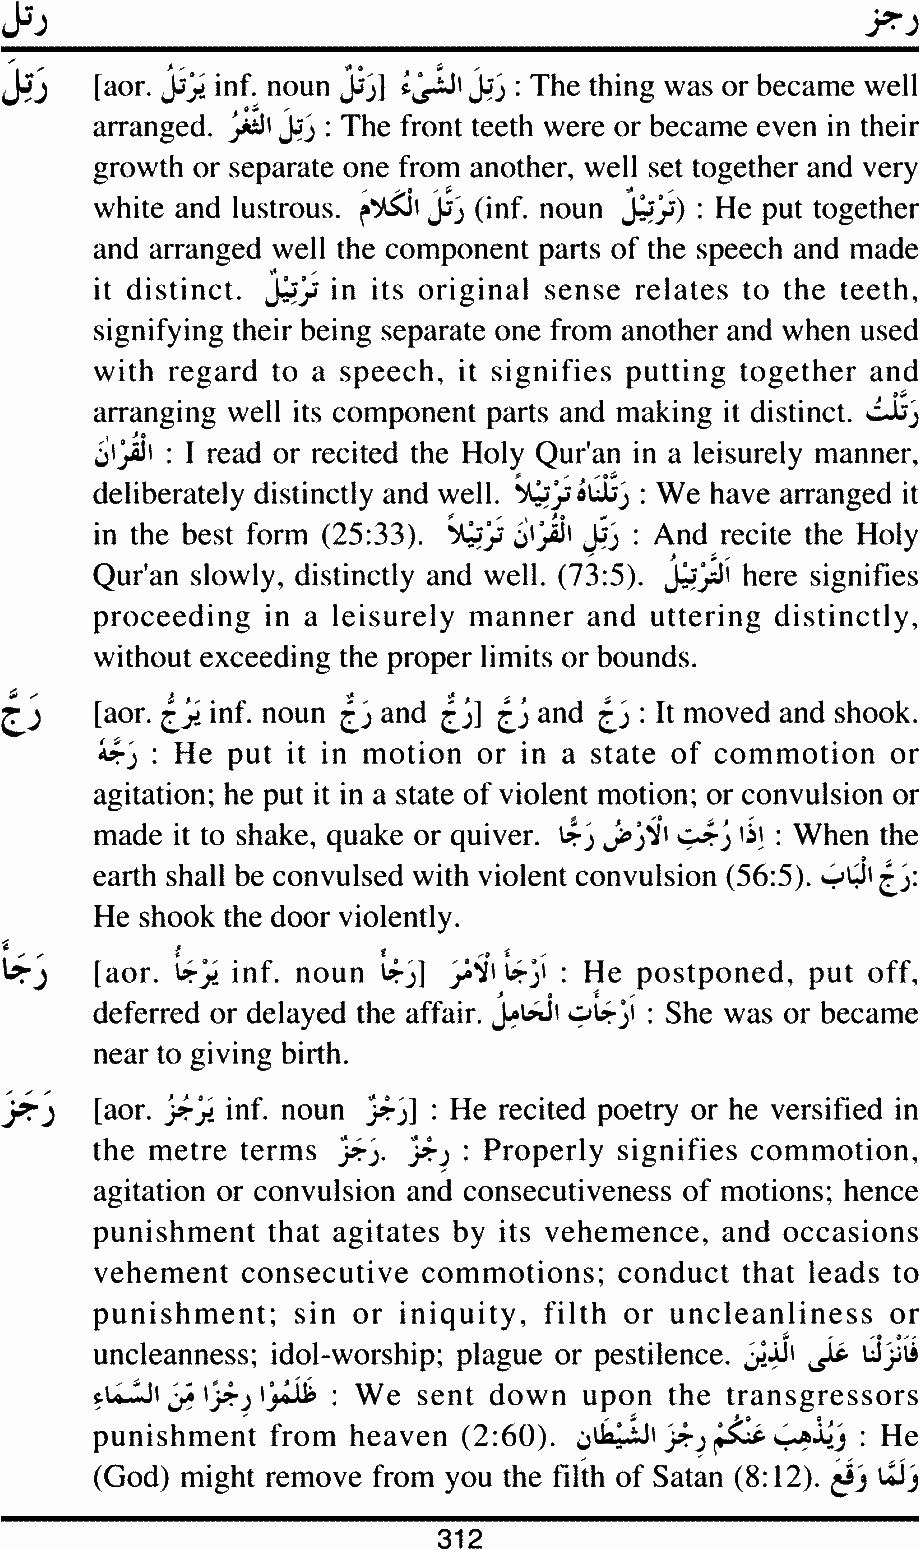 رتل رجز
رَتِلَ [aor. يَرْتَلُ inf. noun رَتَلٌ] رَتِلَ الشَّيْءُ : The thing was or became well
arranged. رَتِلَ الثَّغْرُ : The front teeth were or became even in their
growth or separate one from another, well set together and very
white and lustrous. رَتَّلَ الْكَلَامَ (inf. noun تَرْتِيْلٌ) : He put together
and arranged well the component parts of the speech and made
it distinct. تَرْتِيْلٌ in its original sense relates to the teeth,
signifying their being separate one from another and when used
with regard to a speech, it signifies putting together and
arranging well its component parts and making it distinct. رَتَّلْتُ
الْقُرْاٰنَ : I read or recited the Holy Qur'an in a leisurely manner,
deliberately distinctly and well. رَتَّلْنَاهُ تَرْتِيْلاً : We have arranged it
in the best form (25:33). رَتِّلِ الْقُرْاٰنَ تَرْتِيْلاً : And recite the Holy
Qur'an slowly, distinctly and well. (73:5). اَلتَّرْتِيْلُ here signifies
proceeding in a leisurely manner and uttering distinctly,
without exceeding the proper limits or bounds.
رَجَّ [aor. يَرُجُّ inf. noun رَجٌّ and رُجٌّ] رُجَّ and رَجَّ : It moved and shook.
رَجَّهُ : He put it in motion or in a state of commotion or
agitation; he put it in a state of violent motion; or convulsion or
made it to shake, quake or quiver. اِذَا رُجَّتِ الْاَرْضُ رَجًّا : When the
earth shall be convulsed with violent convulsion (56:5). رَجَّ الْبَابَ:
He shook the door violently.
رَجَأَ [aor. يَرْجَأُ inf. noun رَجْأٌ] اَرْجَأَ الْاَمْرَ : He postponed, put off,
deferred or delayed the affair. اَرْجَأَتِ الْحَامِلُ : She was or became
near to giving birth.
رَجَزَ [aor. يَرْجُزُ inf. noun رَجْزٌ] : He recited poetry or he versified in
the metre terms رَجَزٌ. رِجْزٌ : Properly signifies commotion,
agitation or convulsion and consecutiveness of motions; hence
punishment that agitates by its vehemence, and occasions
vehement consecutive commotions; conduct that leads to
punishment; sin or iniquity, filth or uncleanliness or
uncleanness; idol-worship; plague or pestilence. فَاَنْزَلْنَا عَلَى الَّذِيْنَ
ظَلَمُوْا رِجْزًا مِّنَ السَّمَاءِ : We sent down upon the transgressors
punishment from heaven (2:60). وَيُذْهِبَ عَنْكُمْ رِجْزَ الشَّيْطَانِ : He
(God) might remove from you the filth of Satan (8:12). وَلَمَّا وَقَعَ
312